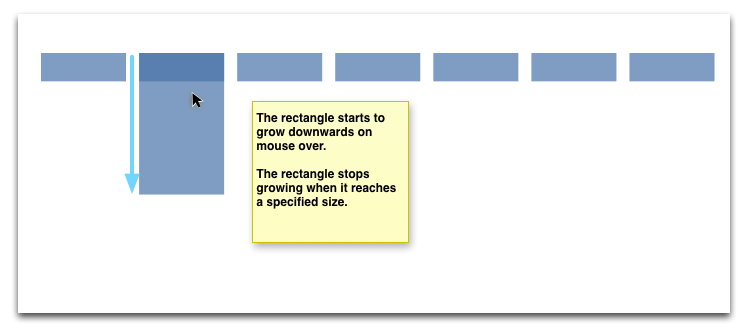 The rectangle starts to
grow downwards on
mouse over.
The rectangle stops
growing when it reaches
a specified size.